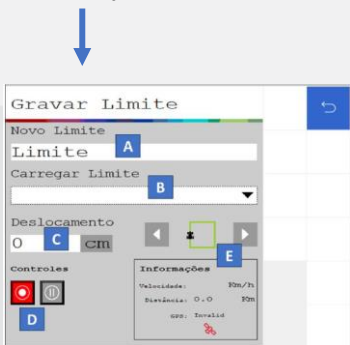 Gravar Limite
Novo Limite
Limite A
Carregar Limite
B
Deslocamento
0 C cm
E
Controles
D
Informações
Velocidade: Km/h
Distância: 0.0 Km
GPS: Invalid